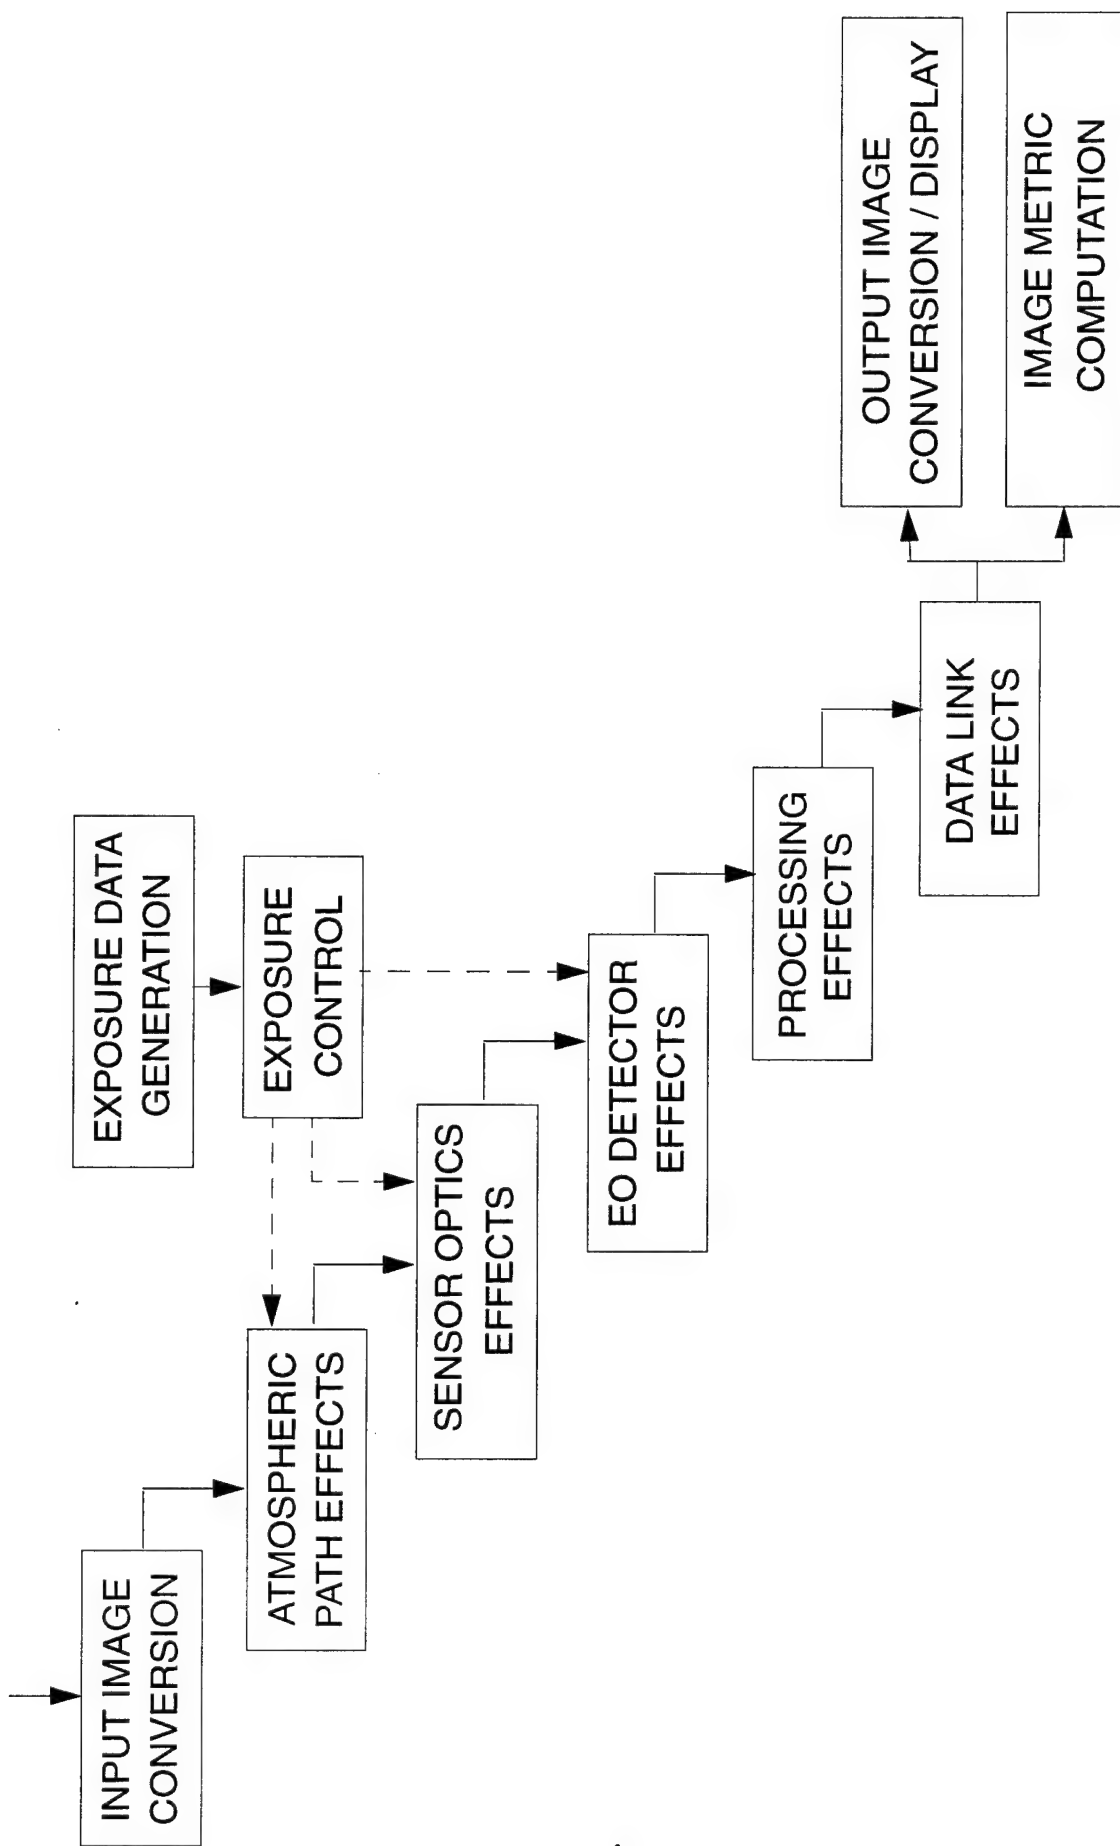 INPUT IMAGE
CONVERSION
ATMOSPHERIC
PATH EFFECTS
SENSOR OPTICS
EFFECTS
EXPOSURE DATA
GENERATION
EXPOSURE
CONTROL
EO DETECTOR
EFFECTS
PROCESSING
EFFECTS
DATA LINK
EFFECTS
OUTPUT IMAGE
CONVERSION / DISPLAY
IMAGE METRIC
COMPUTATION